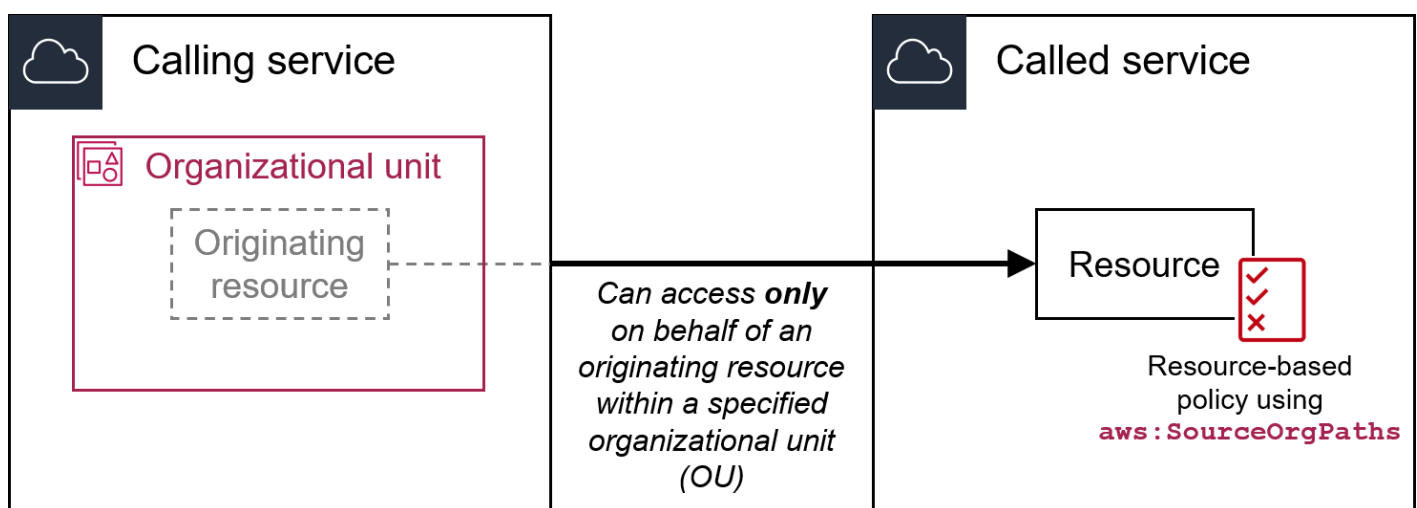 Calling service
Organizational unit
Originating
resource
Can access only
on behalf of an
originating resource
within a specified
organizational unit
(OU)
Called service
Resource
Resource-based
policy using
aws:SourceOrgPaths